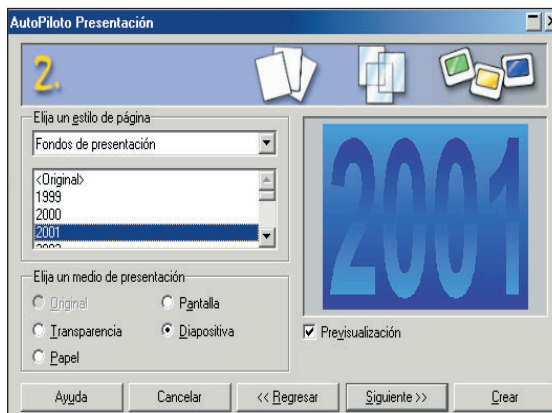 AutoPiloto Presentación
2.
Elija un estilo de página
Fondos de presentación
<Original>
1999
2000
2001
2001
Elija un medio de presentación
Original
Pantalla
Transparencia
Diapositiva
Papel
Previsualización
Ayuda
Cancelar
<< Regresar
Siguiente >>
Crear